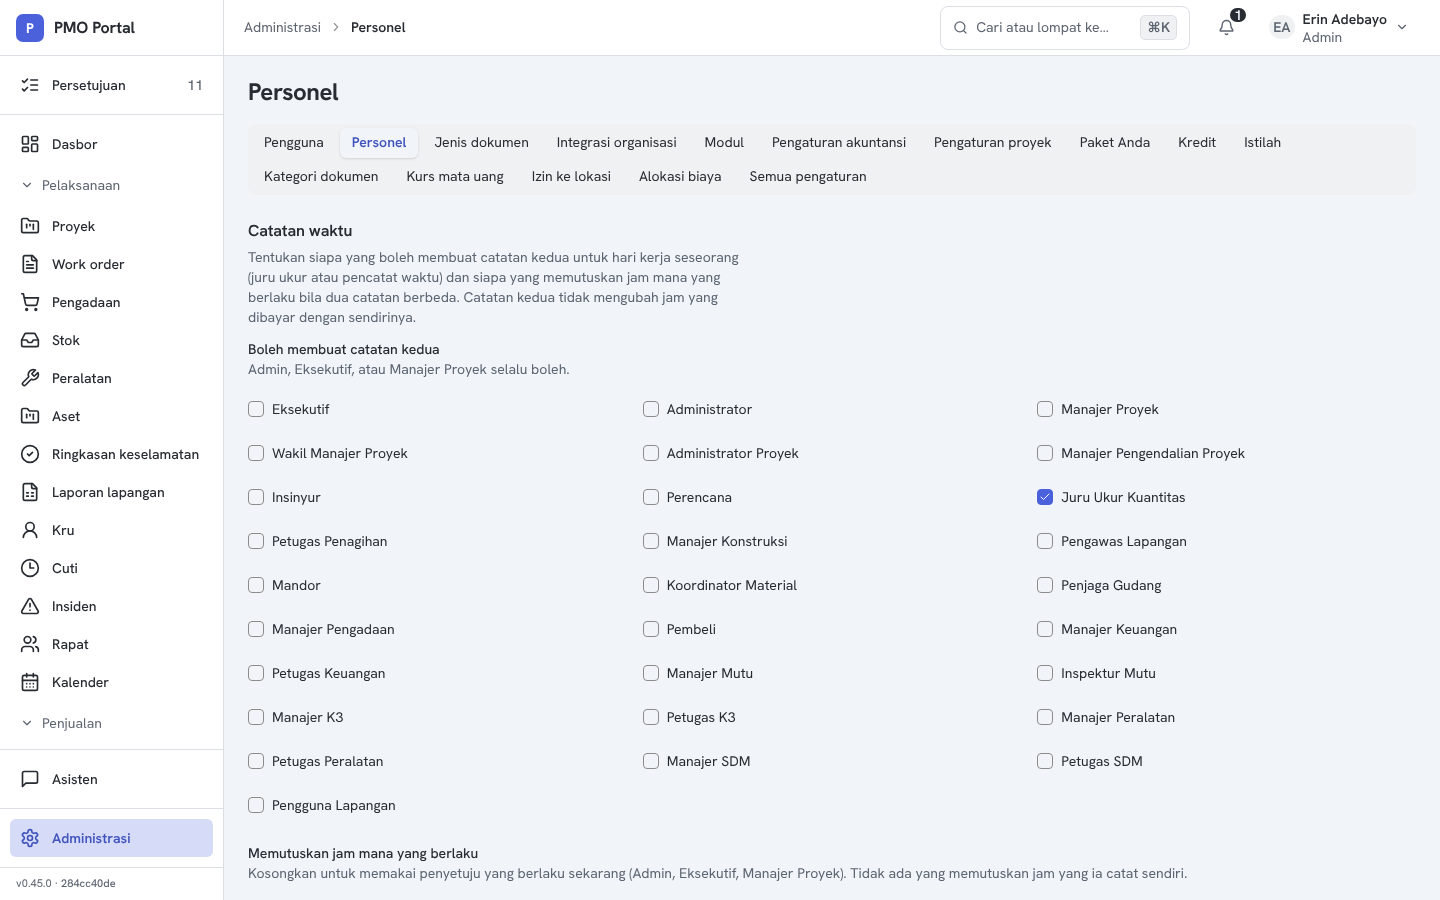 P PMO Portal
Administrasi > Personel
Cari atau lompat ke... ⌘K
1
EA
Erin Adebayo
Admin
Persetujuan 11
Dasbor
Pelaksanaan
Proyek
Work order
Pengadaan
Stok
Peralatan
Aset
Ringkasan keselamatan
Laporan lapangan
Kru
Cuti
Insiden
Rapat
Kalender
Penjualan
Asisten
Administrasi
v0.45.0 · 284cc40de
Personel
Pengguna Personel Jenis dokumen Integrasi organisasi Modul Pengaturan akuntansi Pengaturan proyek Paket Anda Kredit Istilah
Kategori dokumen Kurs mata uang Izin ke lokasi Alokasi biaya Semua pengaturan
Catatan waktu
Tentukan siapa yang boleh membuat catatan kedua untuk hari kerja seseorang
(juru ukur atau pencatat waktu) dan siapa yang memutuskan jam mana yang
berlaku bila dua catatan berbeda. Catatan kedua tidak mengubah jam yang
dibayar dengan sendirinya.
Boleh membuat catatan kedua
Admin, Eksekutif, atau Manajer Proyek selalu boleh.
Eksekutif Administrator Manajer Proyek
Wakil Manajer Proyek Administrator Proyek Manajer Pengendalian Proyek
Insinyur Perencana Juru Ukur Kuantitas
Petugas Penagihan Manajer Konstruksi Pengawas Lapangan
Mandor Koordinator Material Penjaga Gudang
Manajer Pengadaan Pembeli Manajer Keuangan
Petugas Keuangan Manajer Mutu Inspektur Mutu
Manajer K3 Petugas K3 Manajer Peralatan
Petugas Peralatan Manajer SDM Petugas SDM
Pengguna Lapangan
Memutuskan jam mana yang berlaku
Kosongkan untuk memakai penyetuju yang berlaku sekarang (Admin, Eksekutif, Manajer Proyek). Tidak ada yang memutuskan jam yang ia catat sendiri.